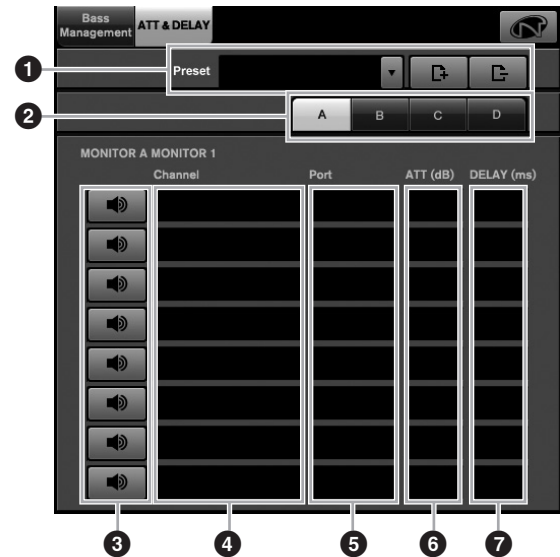 Bass
Management
ATT & DELAY
1
Preset
2
A B C D
MONITOR A MONITOR 1
Channel Port ATT (dB) DELAY (ms)
3 4 5 6 7